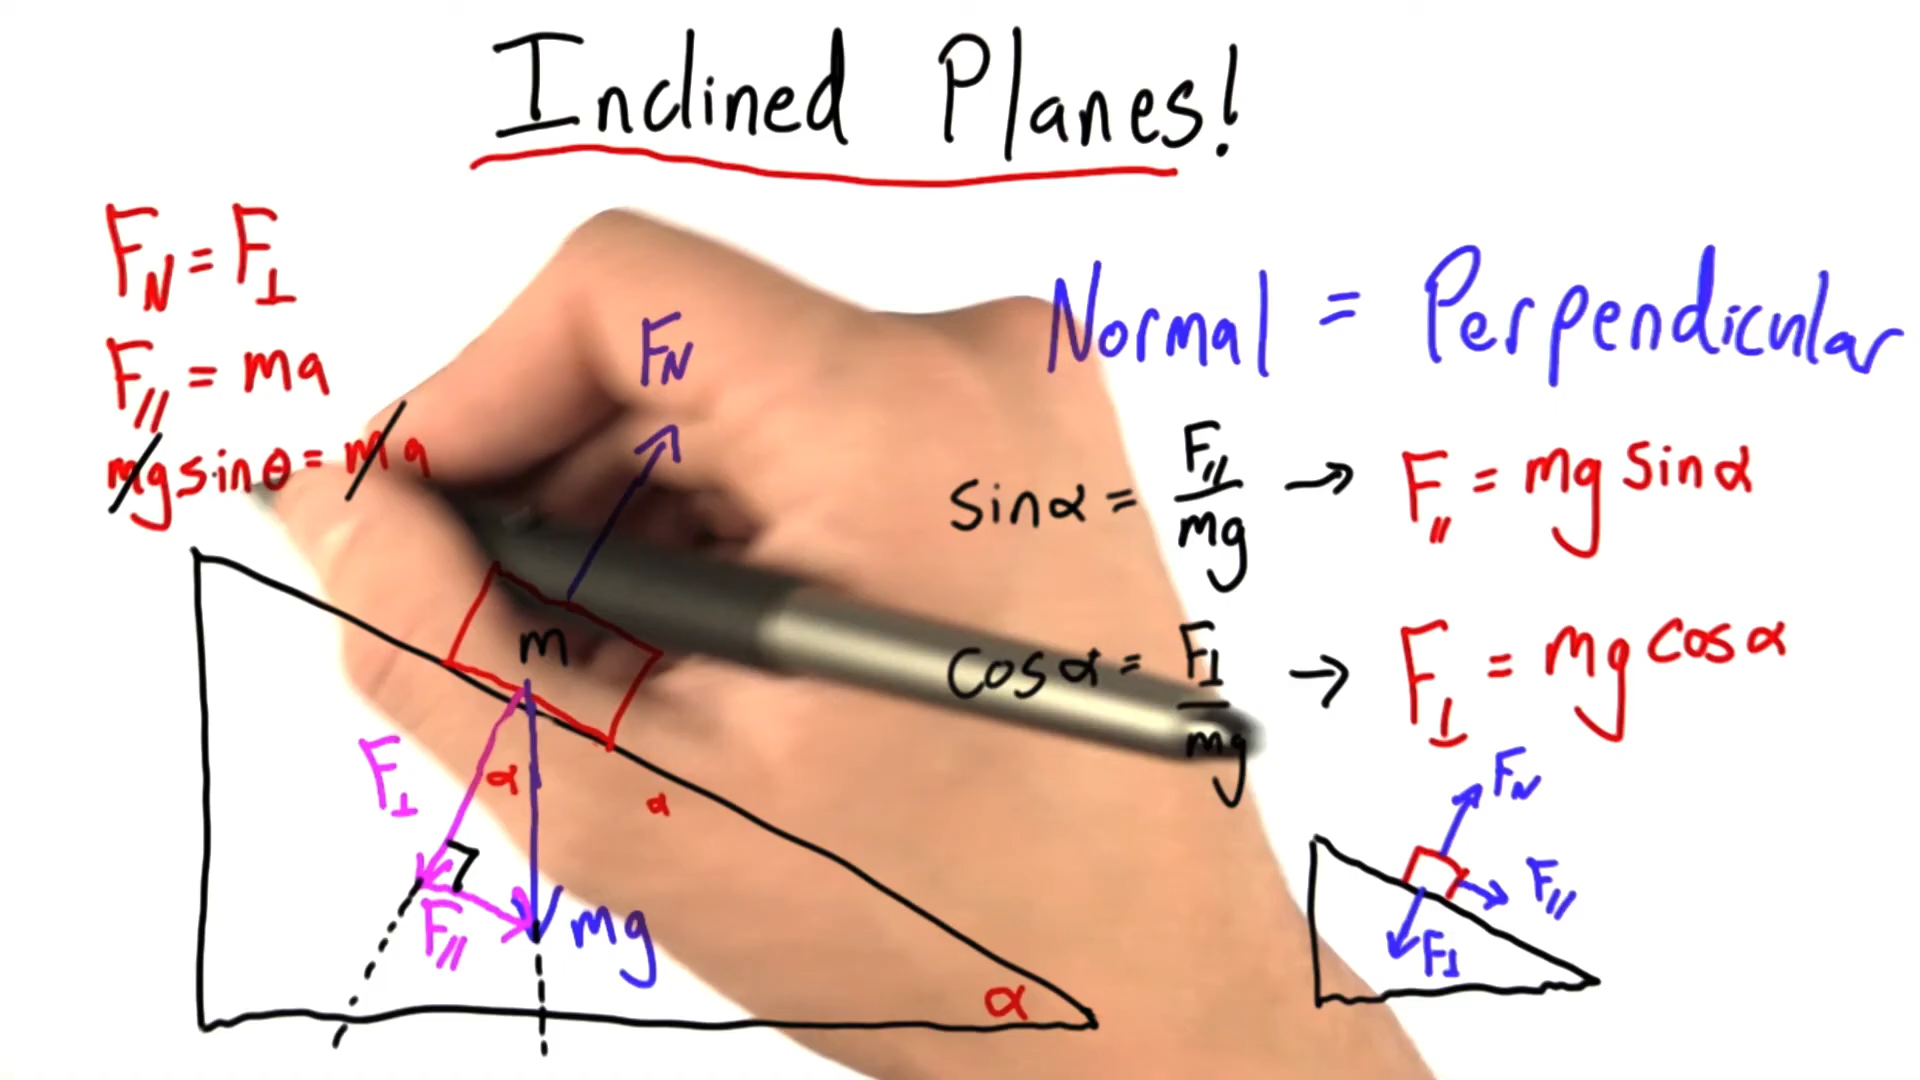 Inclined Planes!
F_N = F_⊥
F_// = ma
mg sinθ = ma
Normal = Perpendicular
sinα = F_///mg → F_// = mg sinα
cosα = F_⊥/mg → F_⊥ = mg cosα
F_N
m
F_⊥
α
α
F_//
mg
α
F_N
F_//
F_⊥